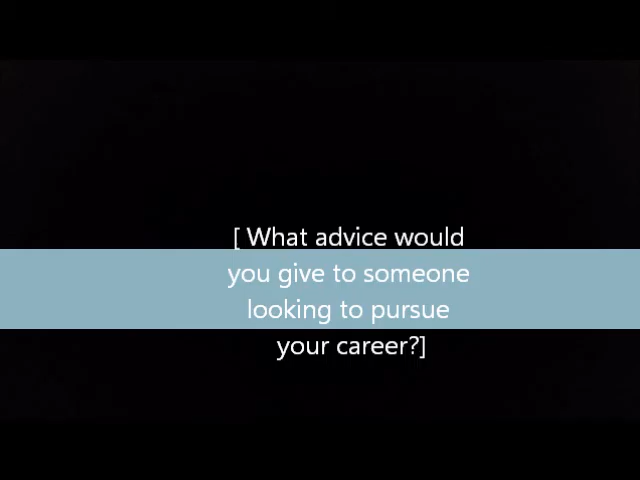 [ What advice would
you give to someone
looking to pursue
your career?]